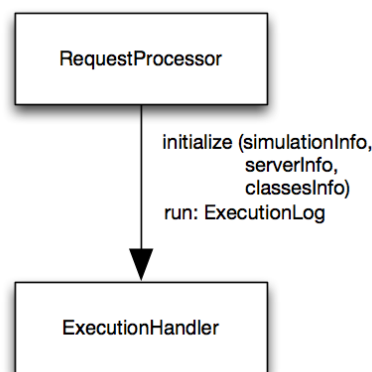 RequestProcessor
initialize (simulationInfo,
serverInfo,
classesInfo)
run: ExecutionLog
ExecutionHandler